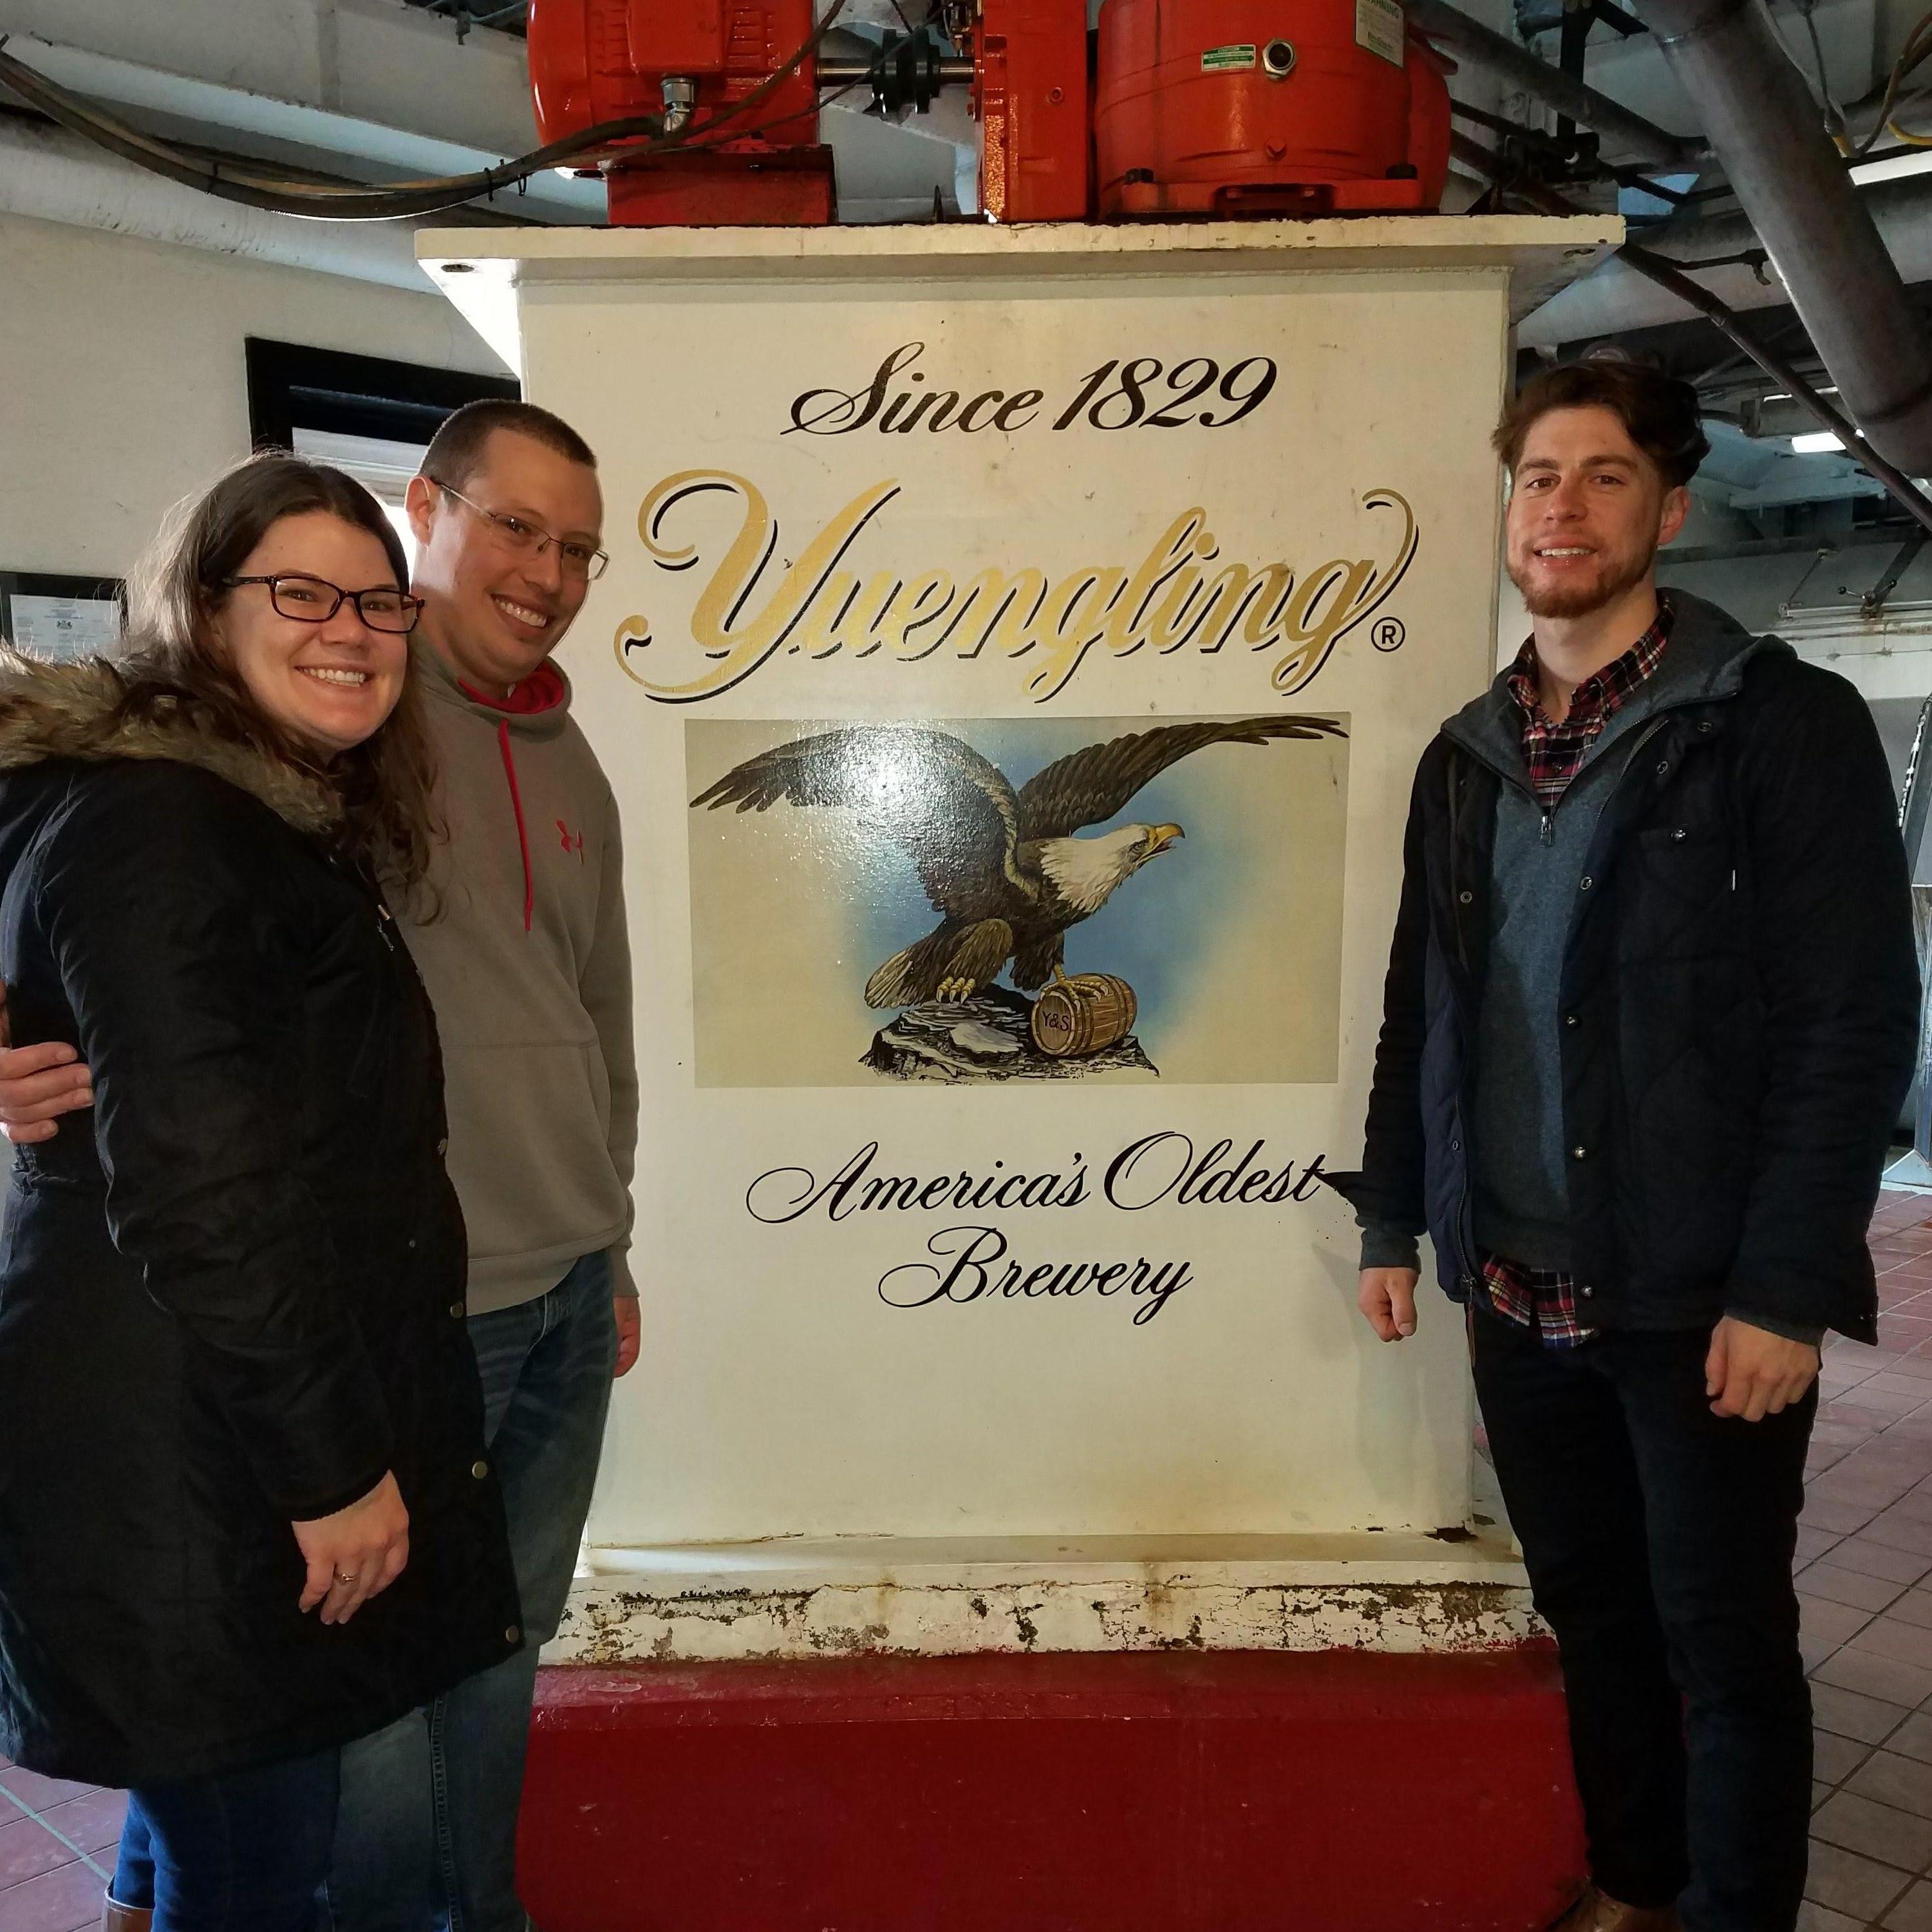 Since 1829
Yuengling®
Y&S
America's Oldest
Brewery